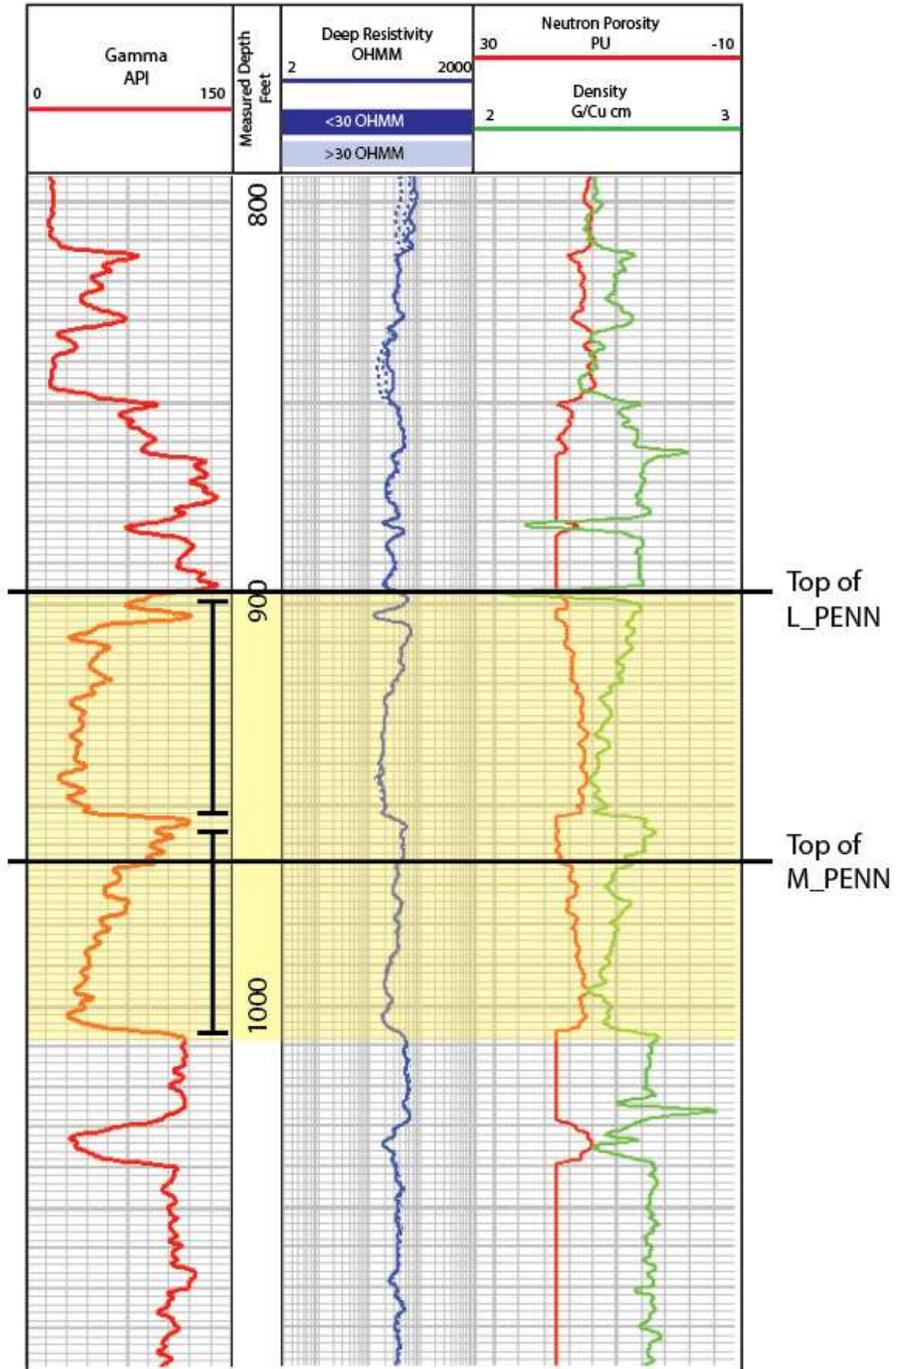 Gamma
API
0 150
Measured Depth
Feet
Deep Resistivity
OHMM
2 2000
<30 OHMM
>30 OHMM
Neutron Porosity
30 PU -10
Density
G/Cu cm
2 3
800
900
1000
Top of
L_PENN
Top of
M_PENN